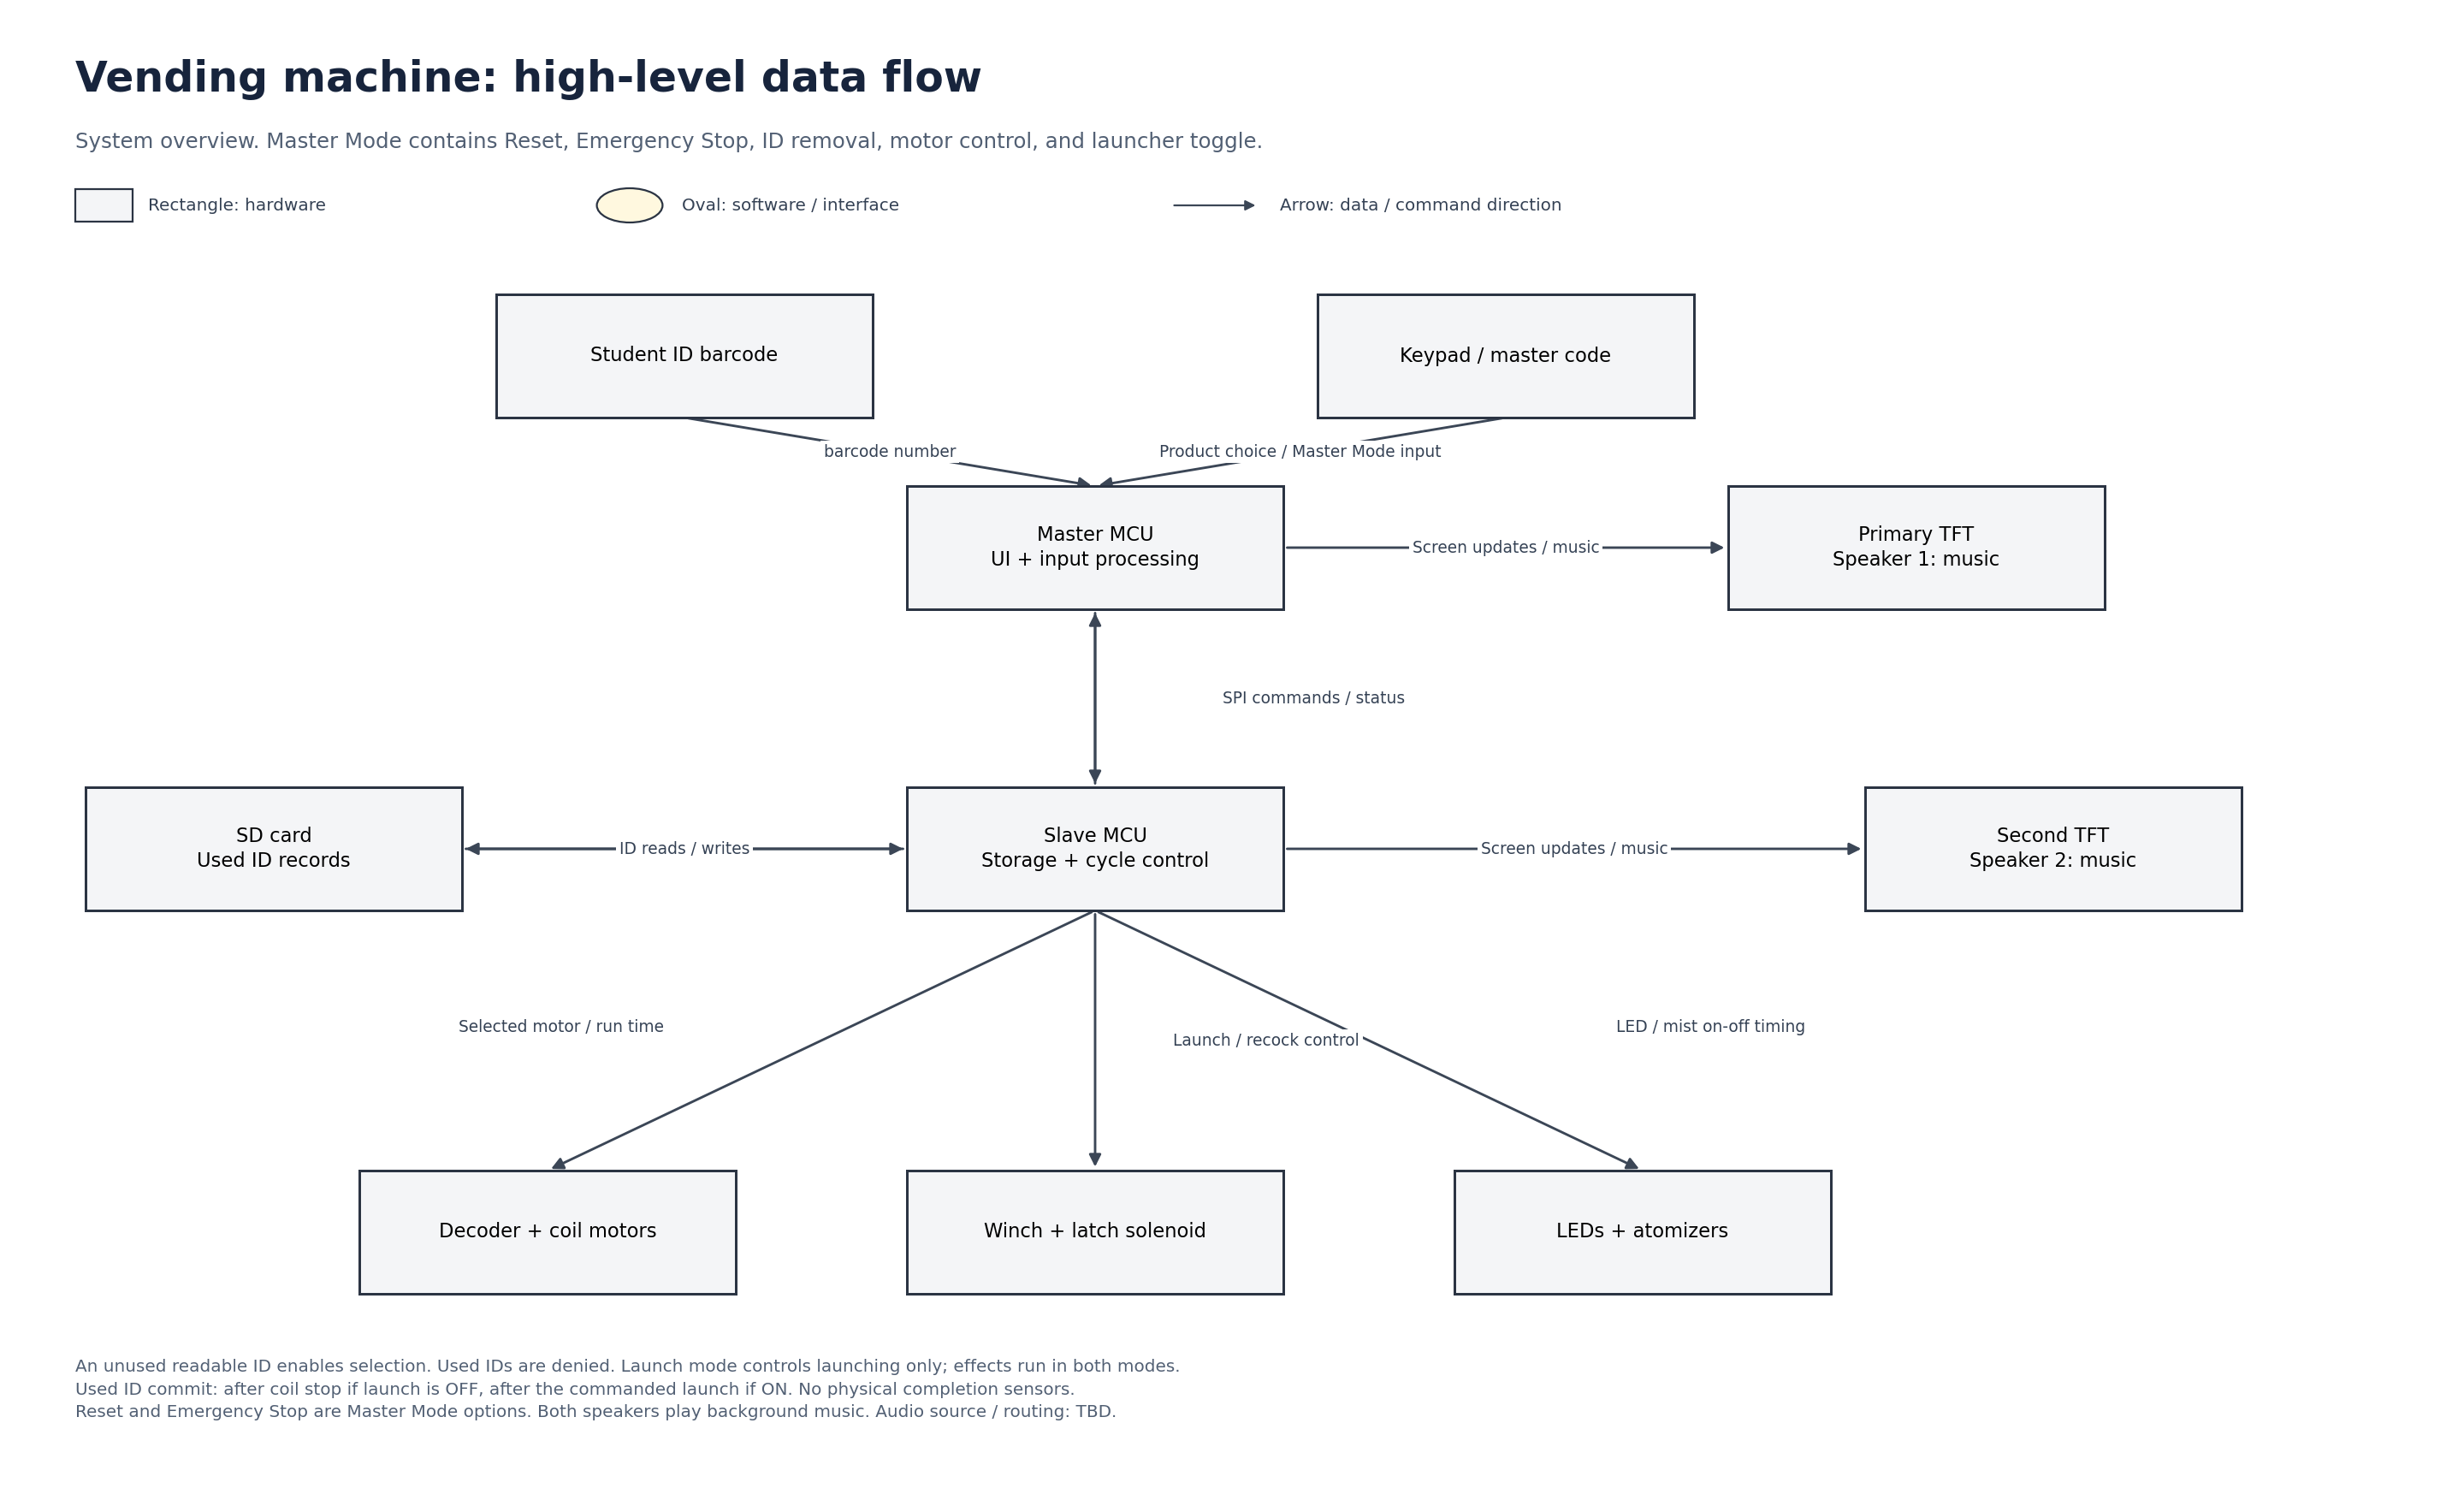 Vending machine: high-level data flow
System overview. Master Mode contains Reset, Emergency Stop, ID removal, motor control, and launcher toggle.
Rectangle: hardware
Oval: software / interface
Arrow: data / command direction
Student ID barcode
Keypad / master code
barcode number
Product choice / Master Mode input
Master MCU
UI + input processing
Screen updates / music
Primary TFT
Speaker 1: music
SPI commands / status
SD card
Used ID records
ID reads / writes
Slave MCU
Storage + cycle control
Screen updates / music
Second TFT
Speaker 2: music
Selected motor / run time
Launch / recock control
LED / mist on-off timing
Decoder + coil motors
Winch + latch solenoid
LEDs + atomizers
An unused readable ID enables selection. Used IDs are denied. Launch mode controls launching only; effects run in both modes.
Used ID commit: after coil stop if launch is OFF, after the commanded launch if ON. No physical completion sensors.
Reset and Emergency Stop are Master Mode options. Both speakers play background music. Audio source / routing: TBD.